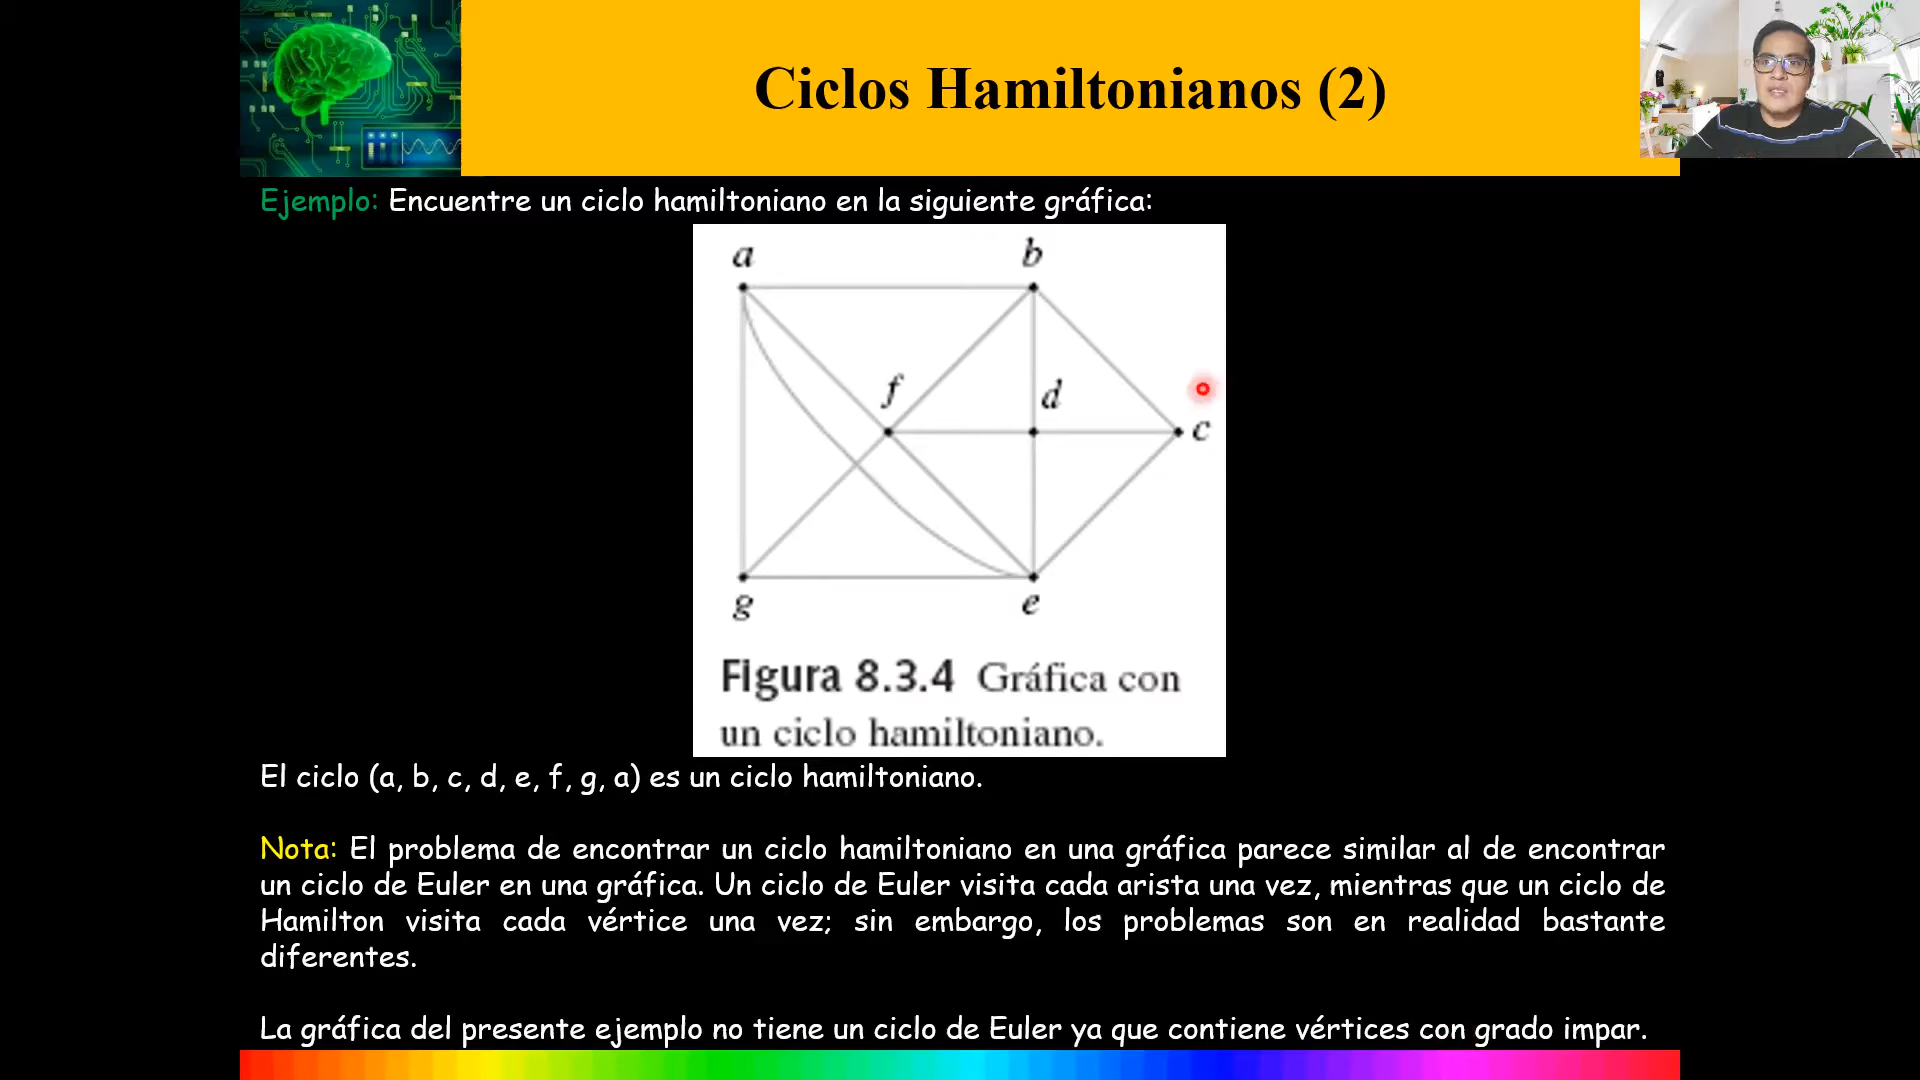 Ciclos Hamiltonianos (2)
Ejemplo: Encuentre un ciclo hamiltoniano en la siguiente gráfica:
a b
f d
c
g e
Figura 8.3.4 Gráfica con
un ciclo hamiltoniano.
El ciclo (a, b, c, d, e, f, g, a) es un ciclo hamiltoniano.
Nota: El problema de encontrar un ciclo hamiltoniano en una gráfica parece similar al de encontrar
un ciclo de Euler en una gráfica. Un ciclo de Euler visita cada arista una vez, mientras que un ciclo de
Hamilton visita cada vértice una vez; sin embargo, los problemas son en realidad bastante
diferentes.
La gráfica del presente ejemplo no tiene un ciclo de Euler ya que contiene vértices con grado impar.